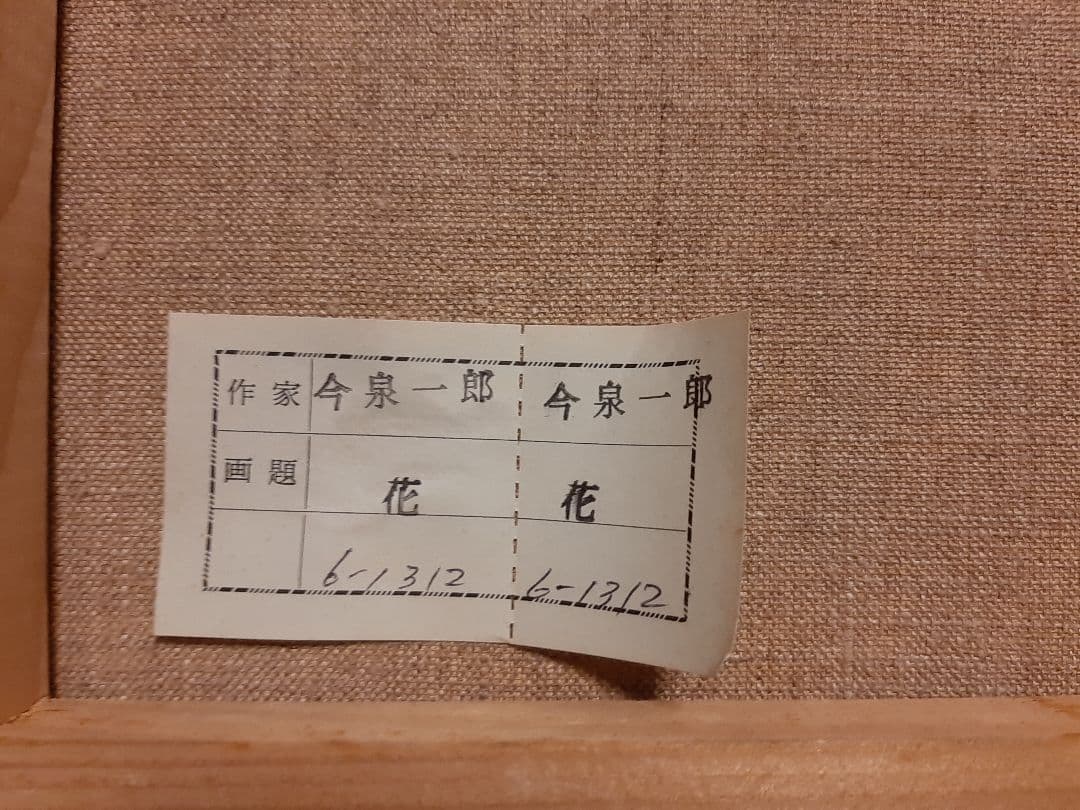 作家 今泉一郎 今泉一郎
画題 花 花
6-1312 6-1312